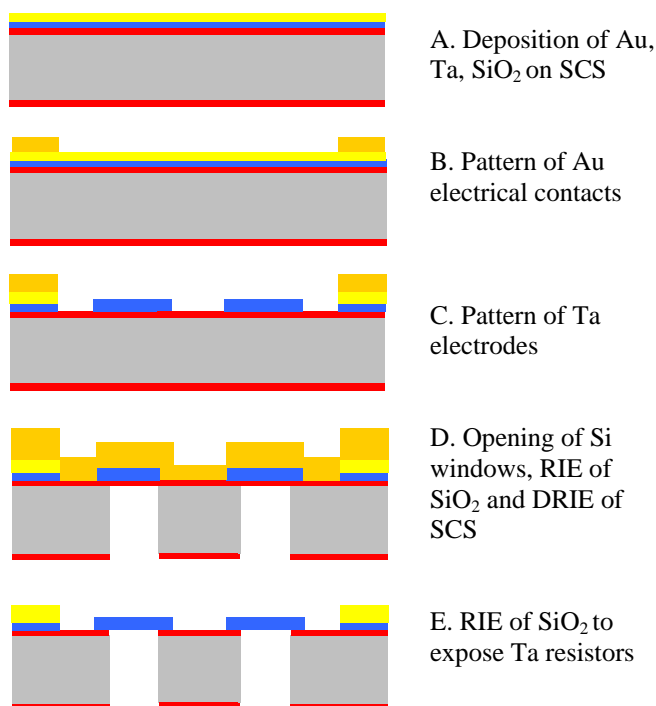 A. Deposition of Au,
Ta, SiO₂ on SCS
B. Pattern of Au
electrical contacts
C. Pattern of Ta
electrodes
D. Opening of Si
windows, RIE of
SiO₂ and DRIE of
SCS
E. RIE of SiO₂ to
expose Ta resistors